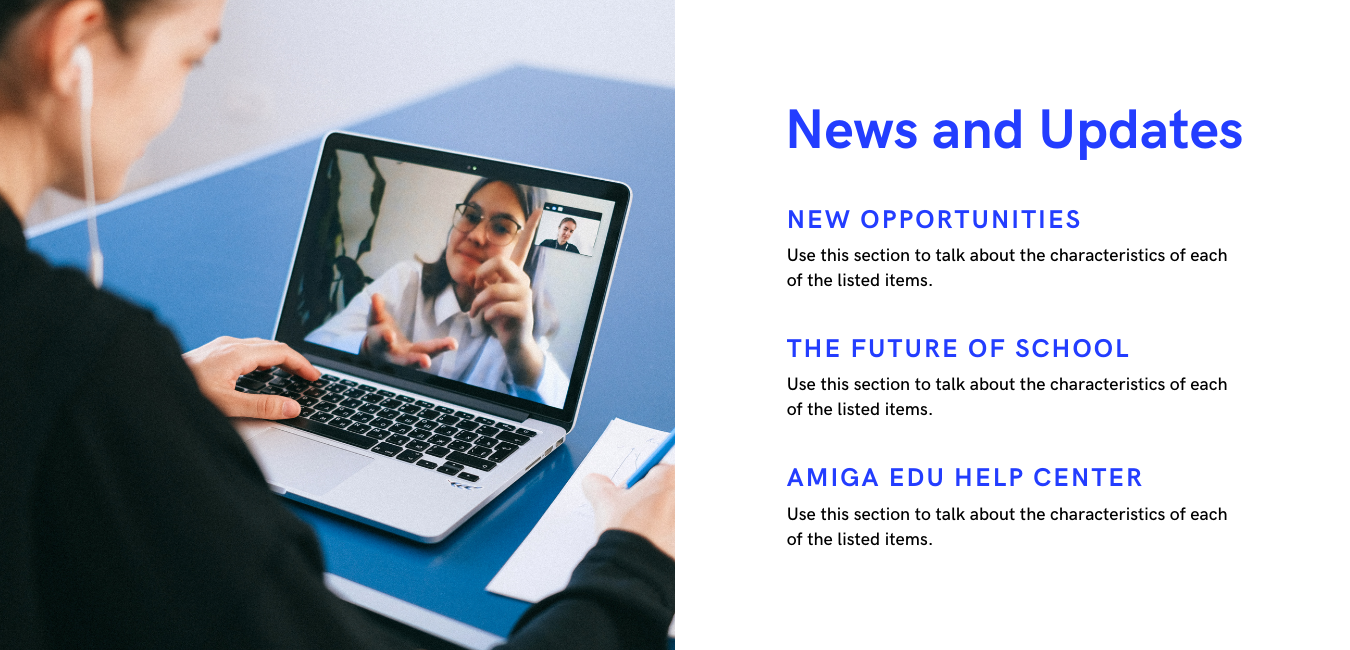 News and Updates
NEW OPPORTUNITIES
Use this section to talk about the characteristics of each
of the listed items.
THE FUTURE OF SCHOOL
Use this section to talk about the characteristics of each
of the listed items.
AMIGA EDU HELP CENTER
Use this section to talk about the characteristics of each
of the listed items.